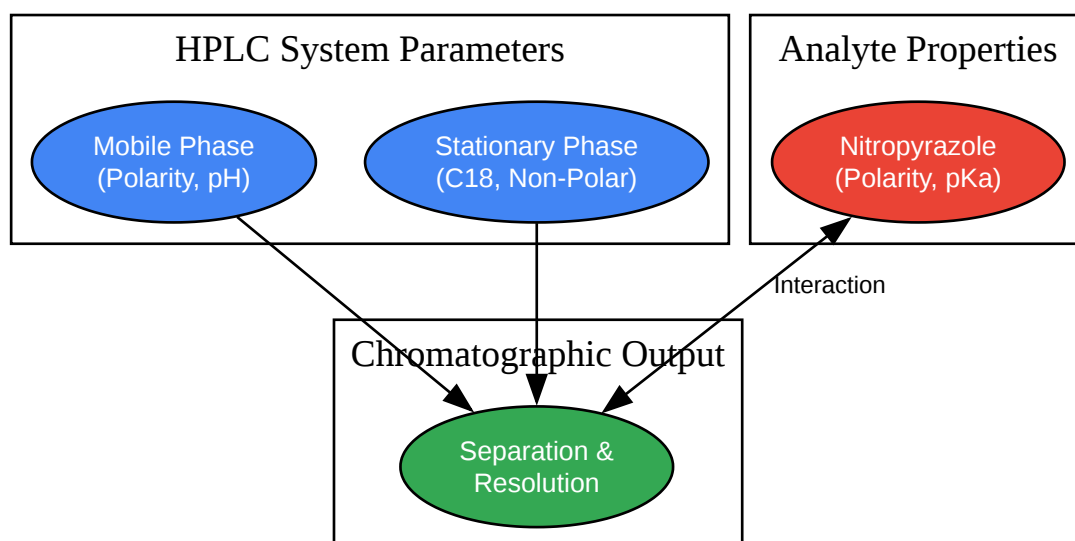 HPLC System Parameters
Analyte Properties
Mobile Phase
(Polarity, pH)
Stationary Phase
(C18, Non-Polar)
Nitropyrazole
(Polarity, pKa)
Interaction
Chromatographic Output
Separation &
Resolution